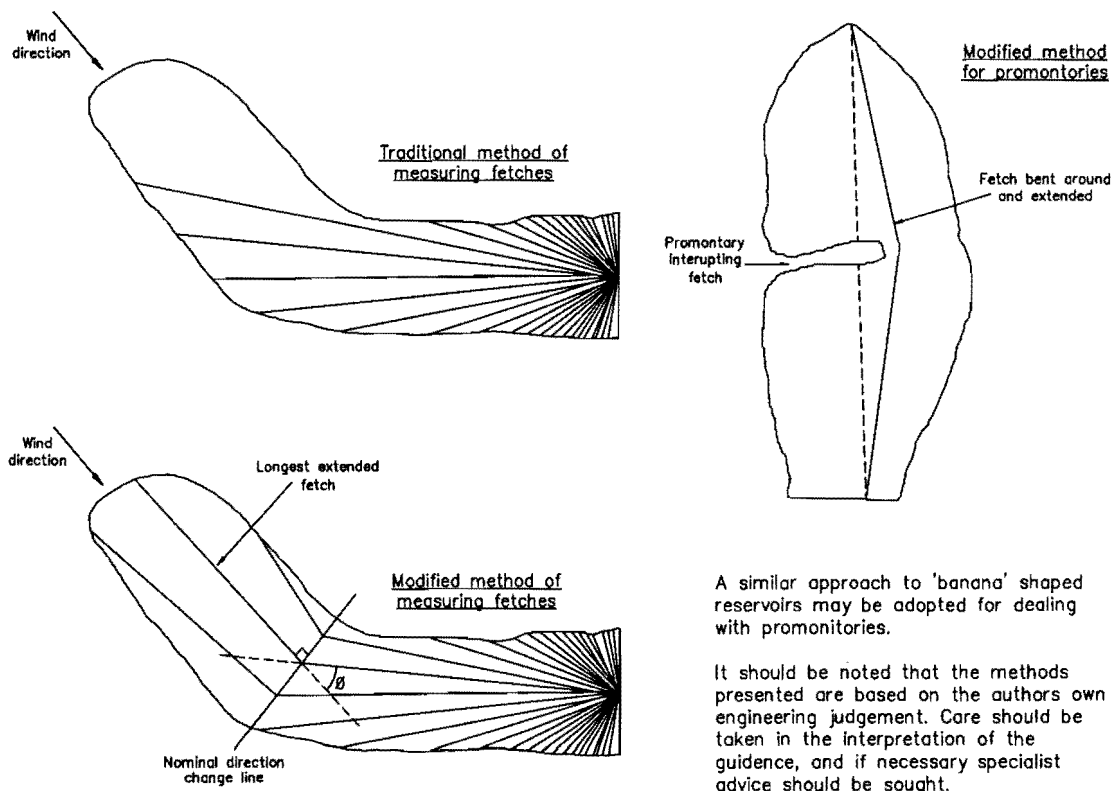 Wind
direction
Traditional method of
measuring fetches
Modified method
for promontories
Fetch bent around
and extended
Promontary
interupting
fetch
Wind
direction
Longest extended
fetch
Modified method of
measuring fetches
Ø
Nominal direction
change line
A similar approach to 'banana' shaped
reservoirs may be adopted for dealing
with promonitories.
It should be noted that the methods
presented are based on the authors own
engineering judgement. Care should be
taken in the interpretation of the
guidence, and if necessary specialist
advice should be sought.